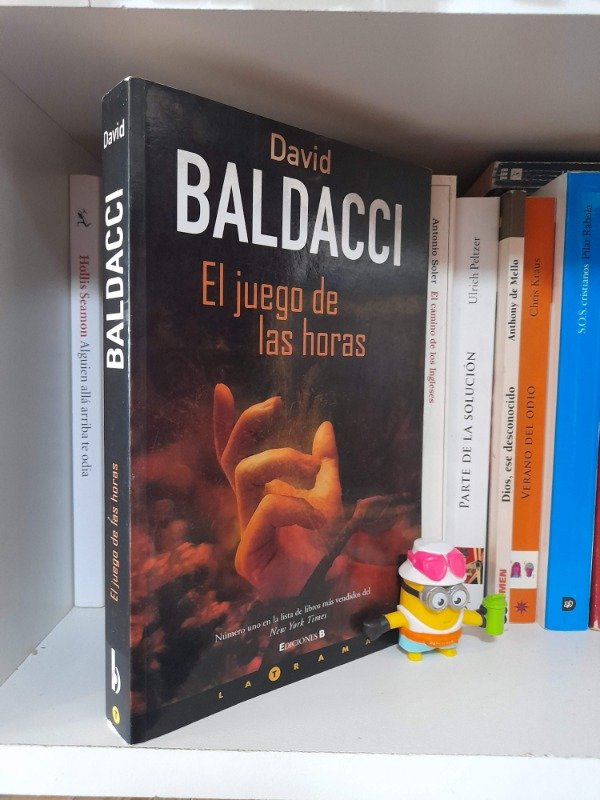 David
BALDACCI
El juego de
las horas
Número uno en la lista de libros más vendidos del
New York Times
EDICIONES B
LA TRAMA
David
BALDACCI
El juego de las horas
B
T
Hollis Seamon Alguien allá arriba te odia
Antonio Soler El camino de los Ingleses
Ulrich Peltzer
PARTE DE LA SOLUCIÓN
Anthony de Mello
Dios, ese desconocido
Chris Kraus
VERANO DEL ODIO
S.O.S. cristianos Pilar Rahola